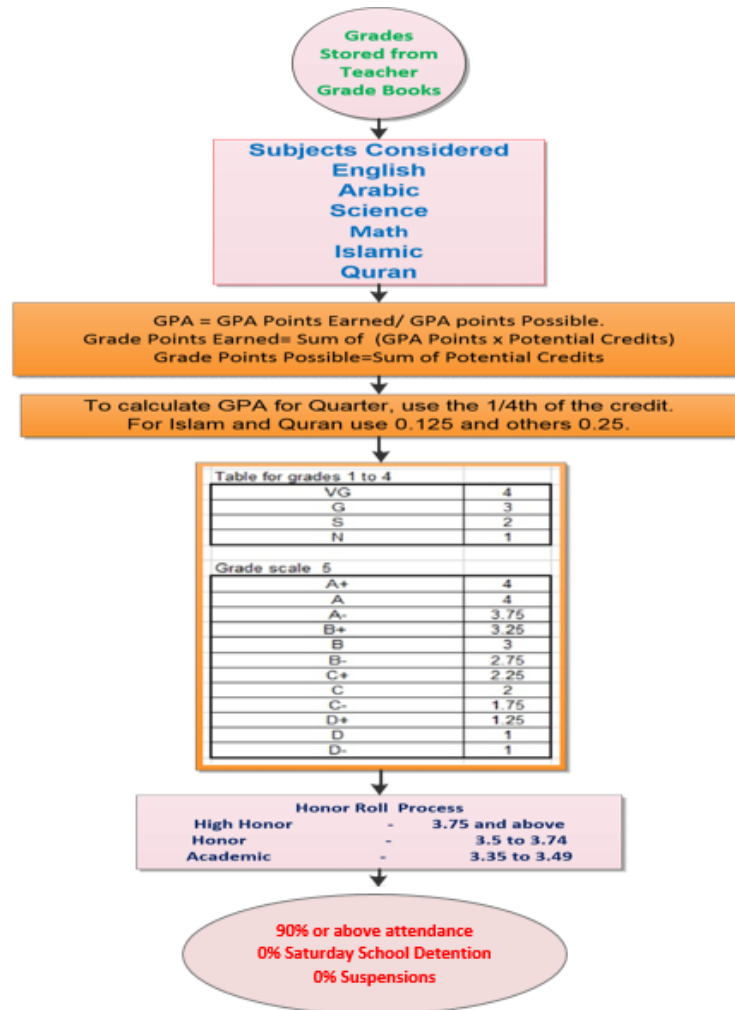 Grades
Stored from
Teacher
Grade Books
Subjects Considered
English
Arabic
Science
Math
Islamic
Quran
GPA = GPA Points Earned/ GPA points Possible.
Grade Points Earned= Sum of (GPA Points x Potential Credits)
Grade Points Possible=Sum of Potential Credits
To calculate GPA for Quarter, use the 1/4th of the credit.
For Islam and Quran use 0.125 and others 0.25.
Table for grades 1 to 4
VG 4
G 3
S 2
N 1
Grade scale 5
A+ 4
A 4
A- 3.75
B+ 3.25
B 3
B- 2.75
C+ 2.25
C 2
C- 1.75
D+ 1.25
D 1
D- 1
Honor Roll Process
High Honor - 3.75 and above
Honor - 3.5 to 3.74
Academic - 3.35 to 3.49
90% or above attendance
0% Saturday School Detention
0% Suspensions